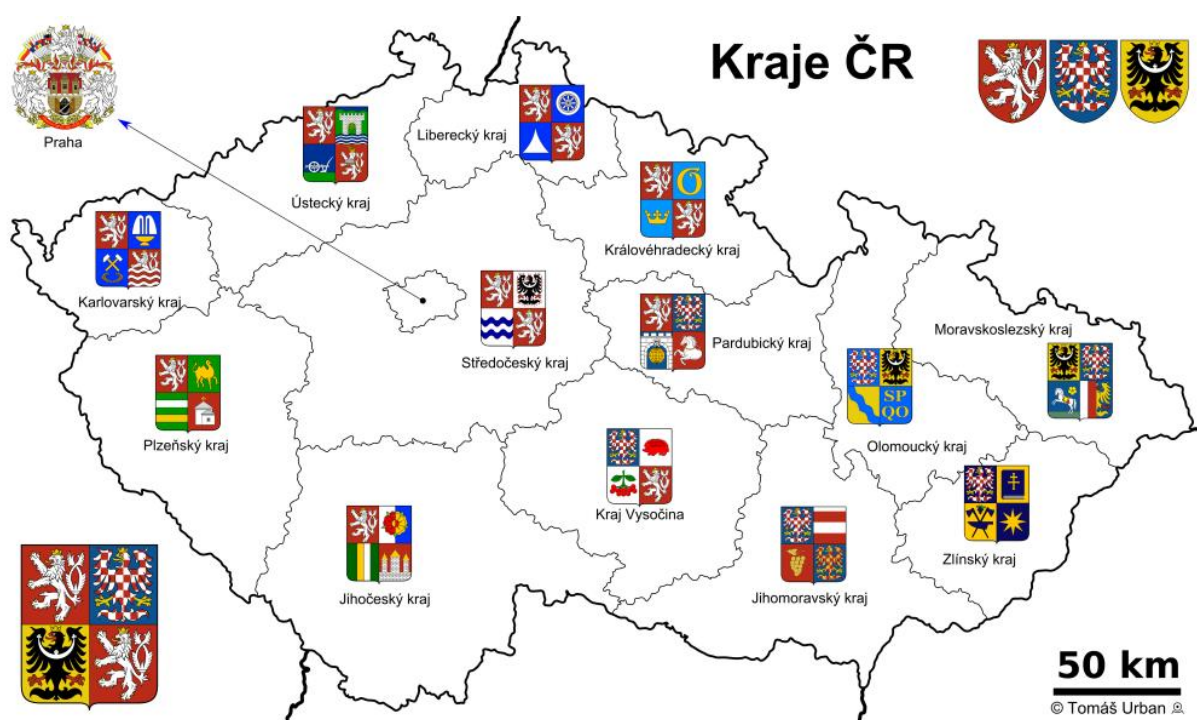 Kraje ČR
Praha
Liberecký kraj
Ústecký kraj
Královéhradecký kraj
Karlovarský kraj
Moravskoslezský kraj
Pardubický kraj
Středočeský kraj
SP
QO
Plzeňský kraj
Olomoucký kraj
Kraj Vysočina
Zlínský kraj
Jihočeský kraj
Jihomoravský kraj
50 km
© Tomáš Urban